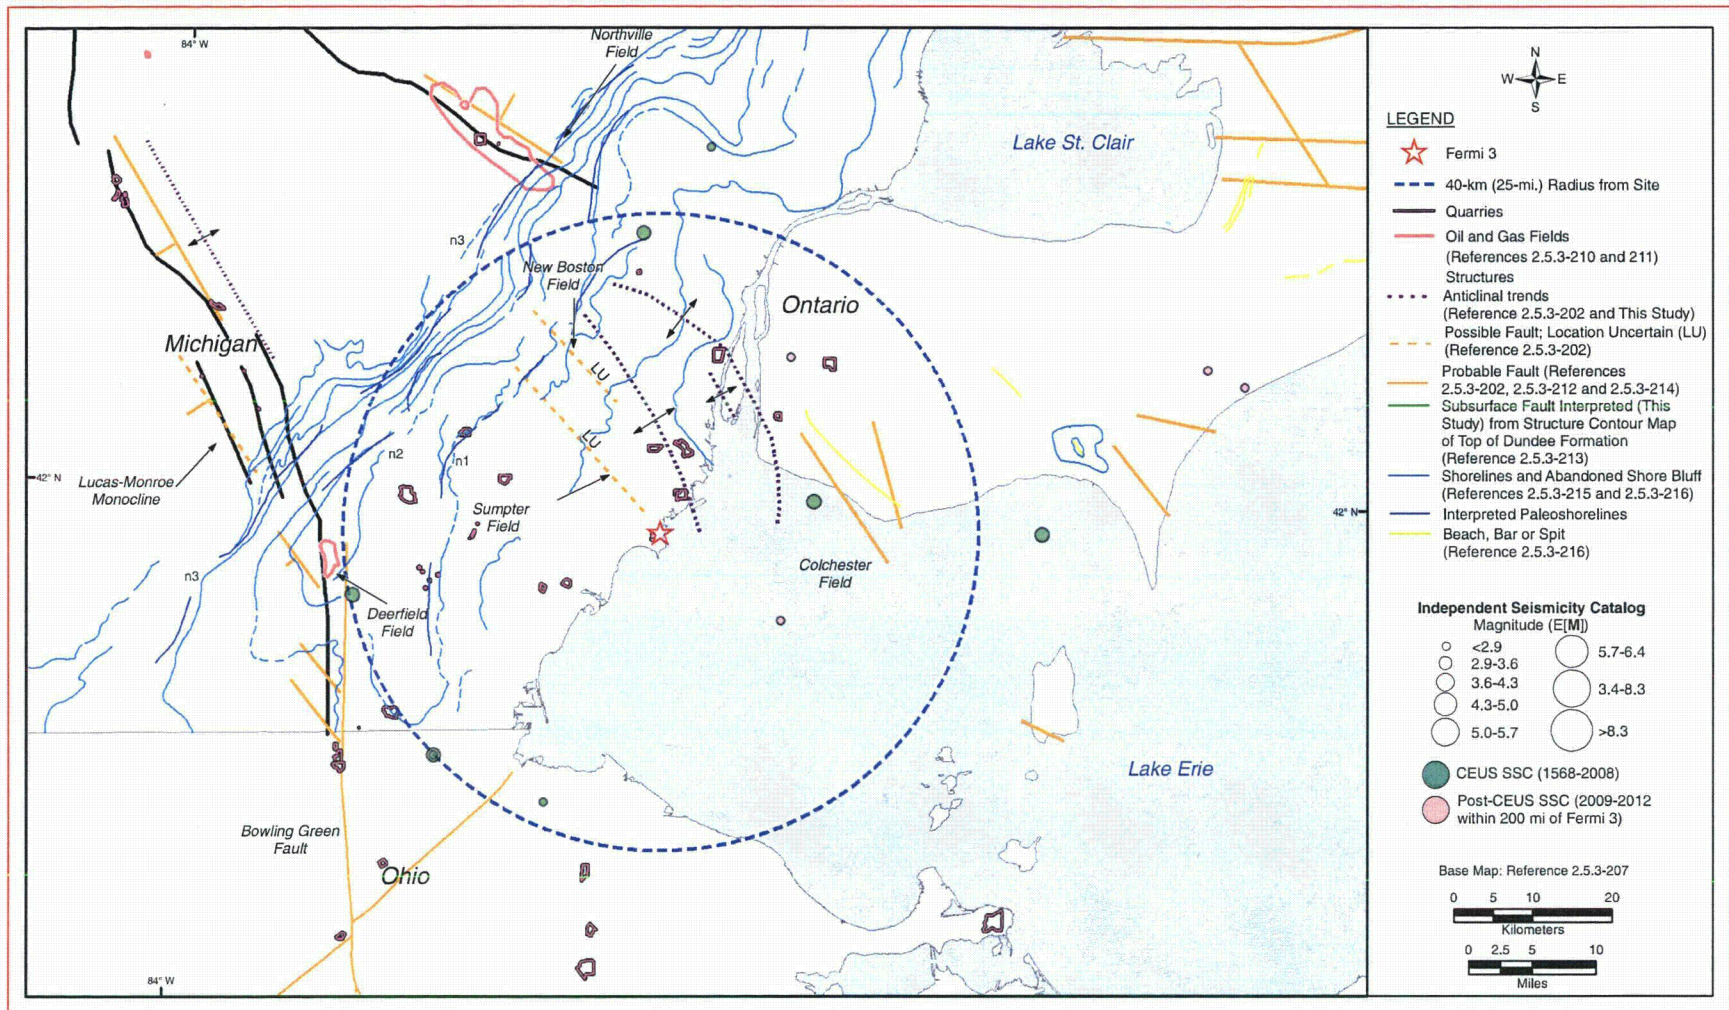 84° W
Northville
Field
Lake St. Clair
n3
New Boston
Field
Ontario
Michigan
LU
LU
42° N
Lucas-Monroe
Monocline
n2
n1
Sumpter
Field
42° N
Colchester
Field
n3
Deerfield
Field
Lake Erie
Bowling Green
Fault
Ohio
84° W
N
W E
S
LEGEND
Fermi 3
40-km (25-mi.) Radius from Site
Quarries
Oil and Gas Fields
(References 2.5.3-210 and 211)
Structures
Anticlinal trends
(Reference 2.5.3-202 and This Study)
Possible Fault; Location Uncertain (LU)
(Reference 2.5.3-202)
Probable Fault (References
2.5.3-202, 2.5.3-212 and 2.5.3-214)
Subsurface Fault Interpreted (This
Study) from Structure Contour Map
of Top of Dundee Formation
(Reference 2.5.3-213)
Shorelines and Abandoned Shore Bluff
(References 2.5.3-215 and 2.5.3-216)
Interpreted Paleoshorelines
Beach, Bar or Spit
(Reference 2.5.3-216)
Independent Seismicity Catalog
Magnitude (E[M])
<2.9
2.9-3.6
3.6-4.3
4.3-5.0
5.0-5.7
5.7-6.4
3.4-8.3
>8.3
CEUS SSC (1568-2008)
Post-CEUS SSC (2009-2012
within 200 mi of Fermi 3)
Base Map: Reference 2.5.3-207
0 5 10 20
Kilometers
0 2.5 5 10
Miles